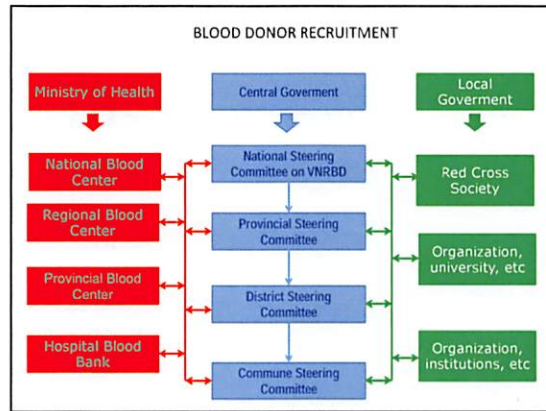 BLOOD DONOR RECRUITMENT
Ministry of Health
Central Goverment
Local
Goverment
National Blood
Center
National Steering
Committee on VNRBD
Red Cross
Society
Regional Blood
Center
Provincial Steering
Committee
Organization,
university, etc
Provincial Blood
Center
District Steering
Committee
Hospital Blood
Bank
Commune Steering
Committee
Organization,
institutions, etc